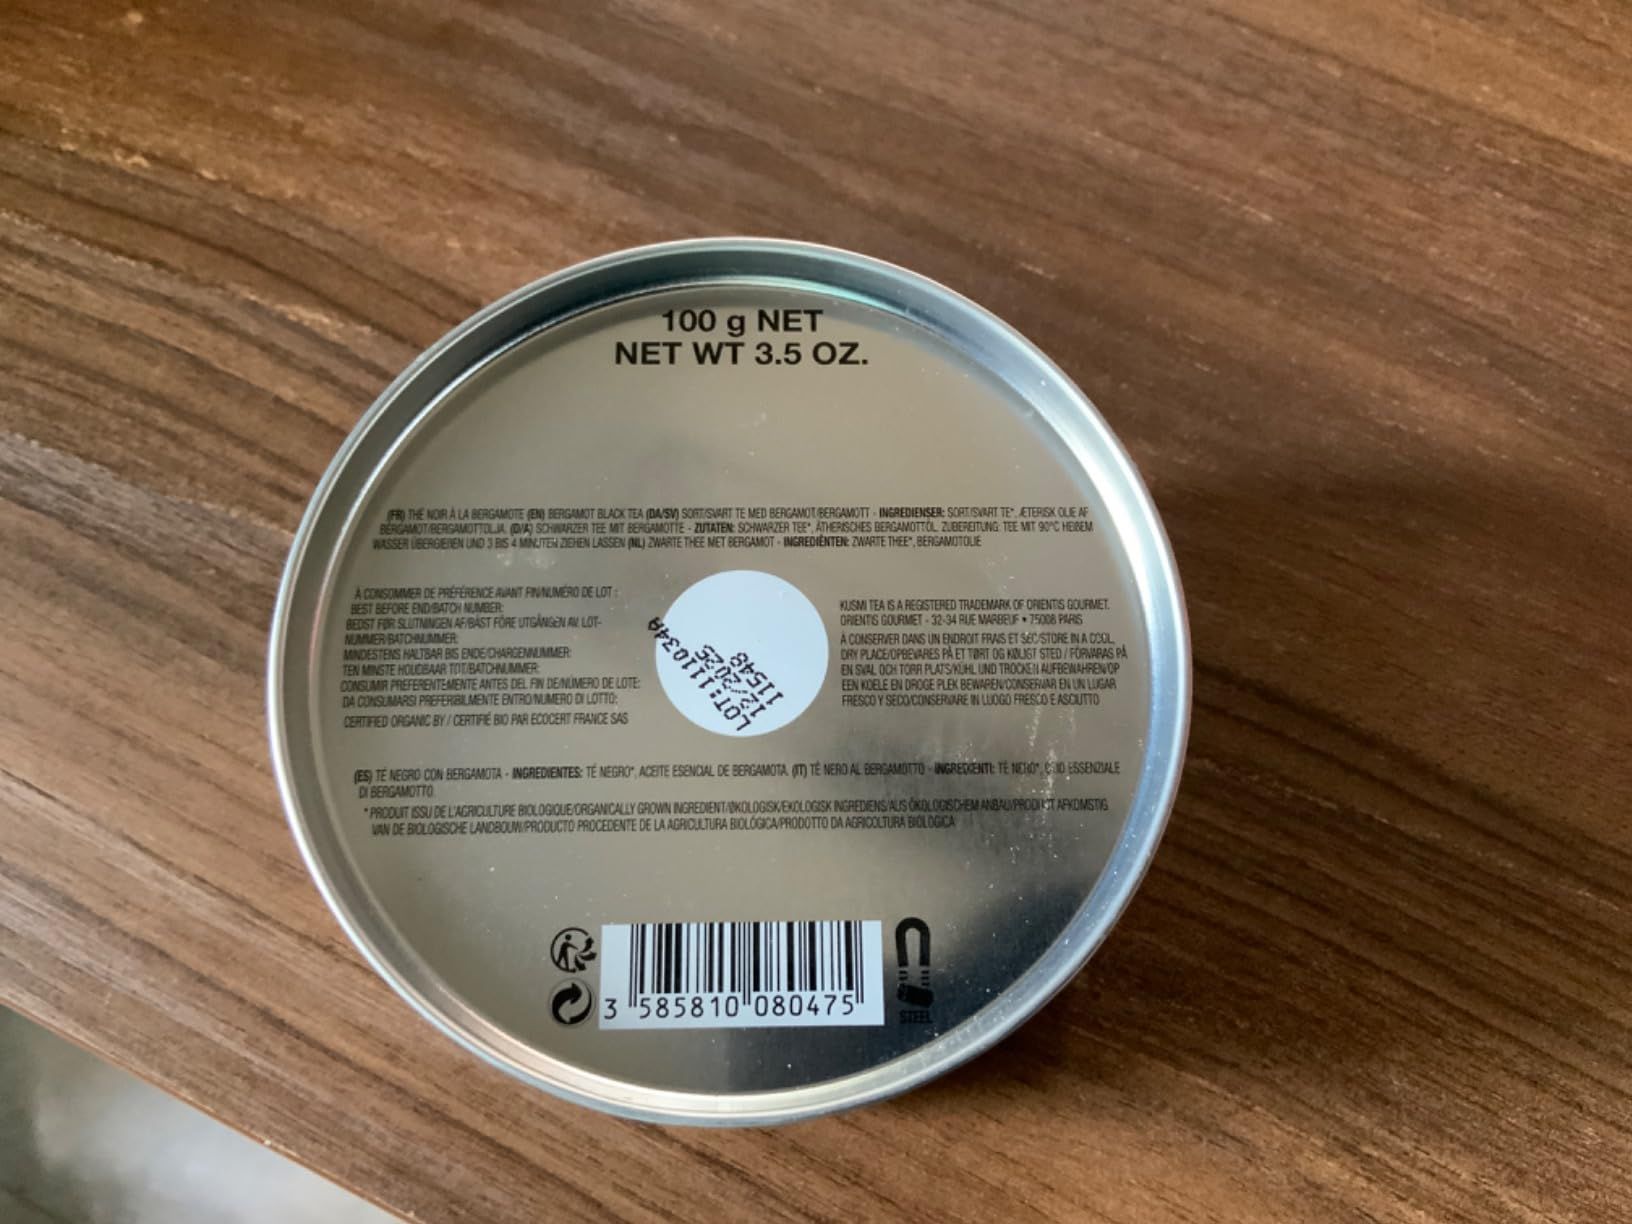 100 g NET
NET WT 3.5 OZ.
(FR) THÉ NOIR À LA BERGAMOTE (EN) BERGAMOT BLACK TEA (DA/SV) SORT/SVART TE MED BERGAMOT/BERGAMOTT - INGREDIENSER: SORT/SVART TE*, ÆTERISK OLIE AF
BERGAMOT/BERGAMOTTOLJA. (D/A) SCHWARZER TEE MIT BERGAMOTTE - ZUTATEN: SCHWARZER TEE*, ÄTHERISCHES BERGAMOTTÖL. ZUBEREITUNG: TEE MIT 90°C HEIßEM
WASSER ÜBERGIEßEN UND 3 BIS 4 MINUTEN ZIEHEN LASSEN (NL) ZWARTE THEE MET BERGAMOT - INGREDIËNTEN: ZWARTE THEE*, BERGAMOTOLIE
À CONSOMMER DE PRÉFÉRENCE AVANT FIN/NUMÉRO DE LOT :
BEST BEFORE END/BATCH NUMBER:
BEDST FØR SLUTNINGEN AF/BÄST FÖRE UTGÅNGEN AV, LOT-
NUMMER/BATCHNUMMER:
MINDESTENS HALTBAR BIS ENDE/CHARGENNUMMER:
TEN MINSTE HOUDBAAR TOT/BATCHNUMMER:
CONSUMIR PREFERENTEMENTE ANTES DEL FIN DE/NÚMERO DE LOTE:
DA CONSUMARSI PREFERIBILMENTE ENTRO/NUMERO DI LOTTO:
CERTIFIED ORGANIC BY / CERTIFIÉ BIO PAR ECOCERT FRANCE SAS
LOT:111034A
12.2025
11548
KUSMI TEA IS A REGISTERED TRADEMARK OF ORIENTIS GOURMET.
ORIENTIS GOURMET - 32-34 RUE MARBEUF • 75008 PARIS
À CONSERVER DANS UN ENDROIT FRAIS ET SEC/STORE IN A COOL,
DRY PLACE/OPBEVARES PÅ ET TØRT OG KØLIGT STED / FÖRVARAS PÅ
EN SVAL OCH TORR PLATS/KÜHL UND TROCKEN AUFBEWAHREN/OP
EEN KOELE EN DROGE PLEK BEWAREN/CONSERVAR EN UN LUGAR
FRESCO Y SECO/CONSERVARE IN LUOGO FRESCO E ASCIUTTO
(ES) TÉ NEGRO CON BERGAMOTA - INGREDIENTES: TÉ NEGRO*, ACEITE ESENCIAL DE BERGAMOTA. (IT) TÈ NERO AL BERGAMOTTO - INGREDIENTI: TÈ NERO*, OLIO ESSENZIALE
DI BERGAMOTTO
* PRODUIT ISSU DE L'AGRICULTURE BIOLOGIQUE/ORGANICALLY GROWN INGREDIENT/ØKOLOGISK/EKOLOGISK INGREDIENS/AUS ÖKOLOGISCHEM ANBAU/PRODUKT AFKOMSTIG
VAN DE BIOLOGISCHE LANDBOUW/PRODUCTO PROCEDENTE DE LA AGRICULTURA BIOLÓGICA/PRODOTTO DA AGRICOLTURA BIOLOGICA
3 585810 080475
STEEL